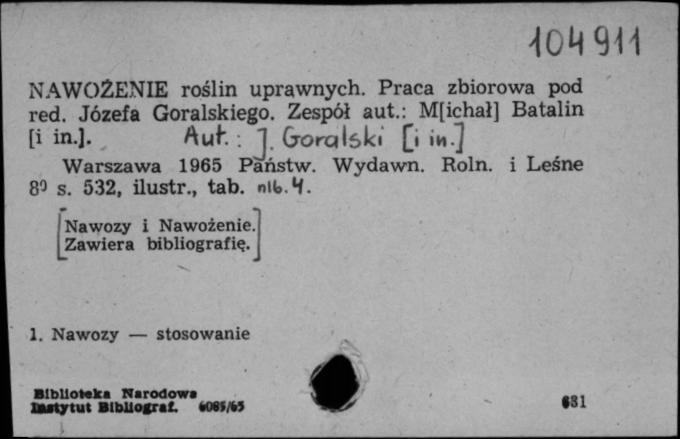 104911
NAWOŻENIE roślin uprawnych. Praca zbiorowa pod
red. Józefa Goralskiego. Zespół aut.: M[ichał] Batalin
[i in.]. Aut.: J. Goralski [i in.]
Warszawa 1965 Państw. Wydawn. Roln. i Leśne
8⁰ s. 532, ilustr., tab. nlb. 4.
[Nawozy i Nawożenie.
Zawiera bibliografię.]
1. Nawozy — stosowanie
Biblioteka Narodowa
Instytut Bibliograf. 6085/65
631